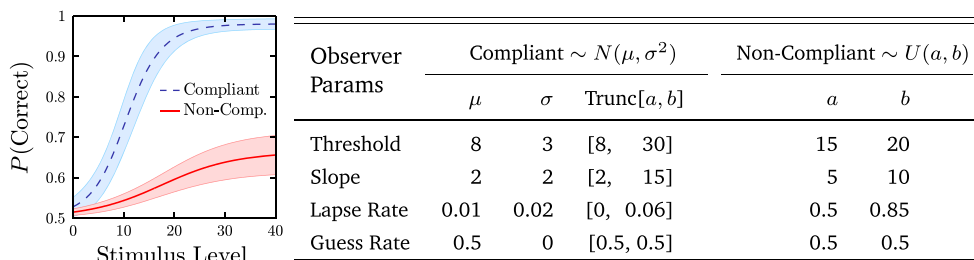 1
0.9
0.8
0.7
0.6
0.5
P(Correct)
Compliant
Non-Comp.
0 10 20 30 40
Stimulus Level
Observer Params Compliant ∼ N(μ, σ²) Non-Compliant ∼ U(a, b)
μ σ Trunc[a, b] a b
Threshold 8 3 [8, 30] 15 20
Slope 2 2 [2, 15] 5 10
Lapse Rate 0.01 0.02 [0, 0.06] 0.5 0.85
Guess Rate 0.5 0 [0.5, 0.5] 0.5 0.5